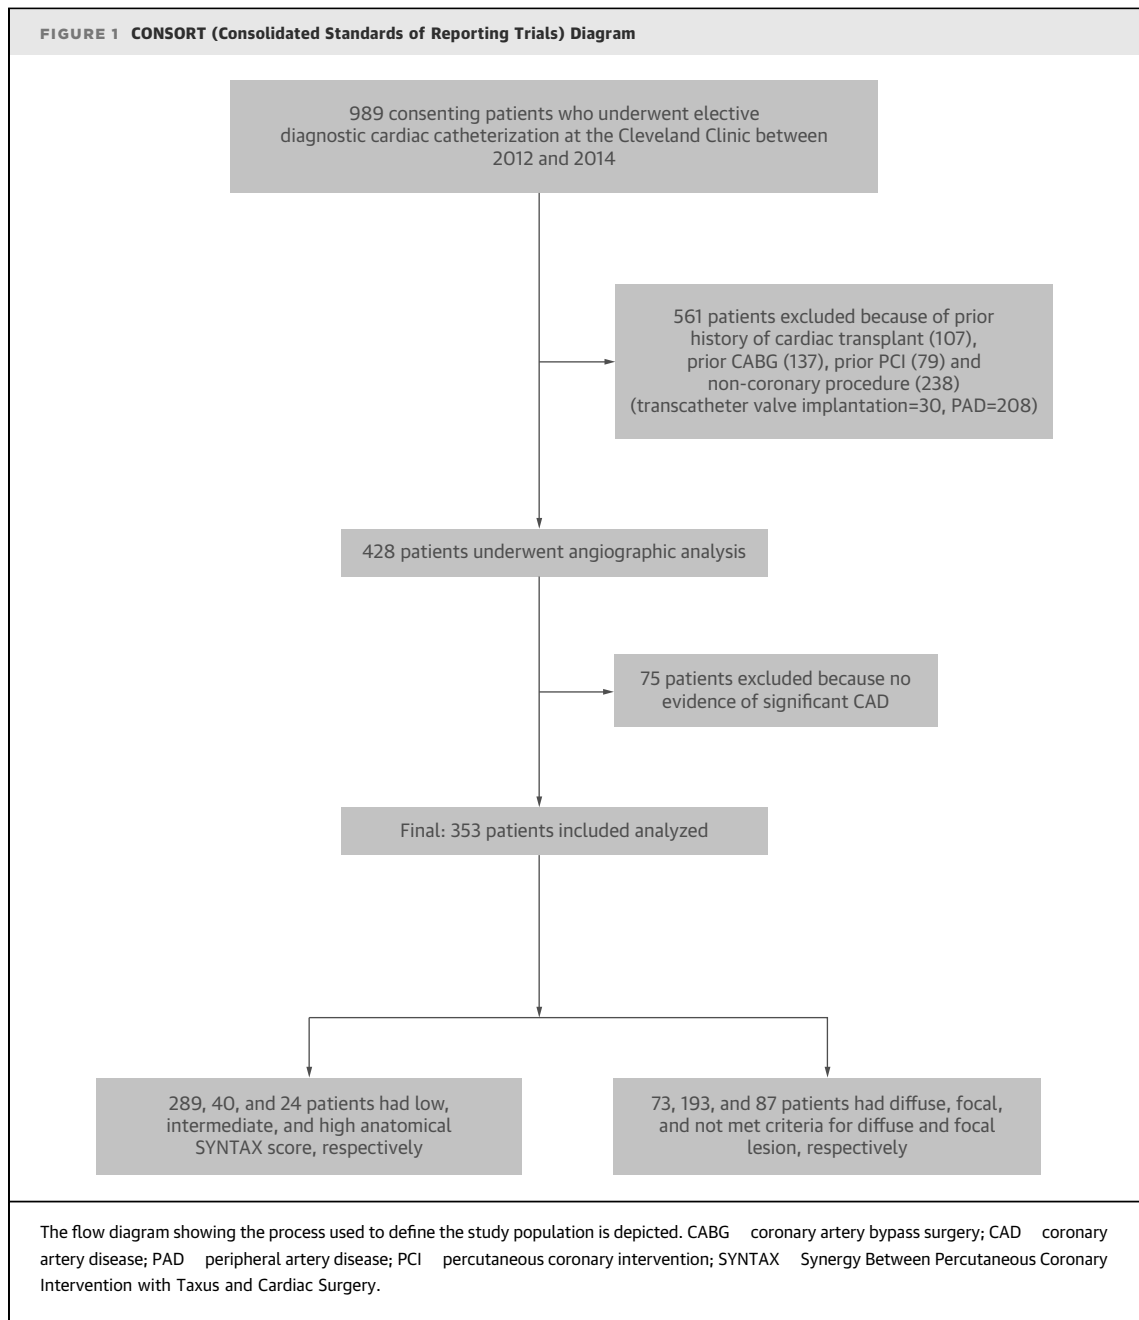 FIGURE 1 CONSORT (Consolidated Standards of Reporting Trials) Diagram
989 consenting patients who underwent elective
diagnostic cardiac catheterization at the Cleveland Clinic between
2012 and 2014
561 patients excluded because of prior
history of cardiac transplant (107),
prior CABG (137), prior PCI (79) and
non-coronary procedure (238)
(transcatheter valve implantation=30, PAD=208)
428 patients underwent angiographic analysis
75 patients excluded because no
evidence of significant CAD
Final: 353 patients included analyzed
289, 40, and 24 patients had low,
intermediate, and high anatomical
SYNTAX score, respectively
73, 193, and 87 patients had diffuse, focal,
and not met criteria for diffuse and focal
lesion, respectively
The flow diagram showing the process used to define the study population is depicted. CABG coronary artery bypass surgery; CAD coronary
artery disease; PAD peripheral artery disease; PCI percutaneous coronary intervention; SYNTAX Synergy Between Percutaneous Coronary
Intervention with Taxus and Cardiac Surgery.